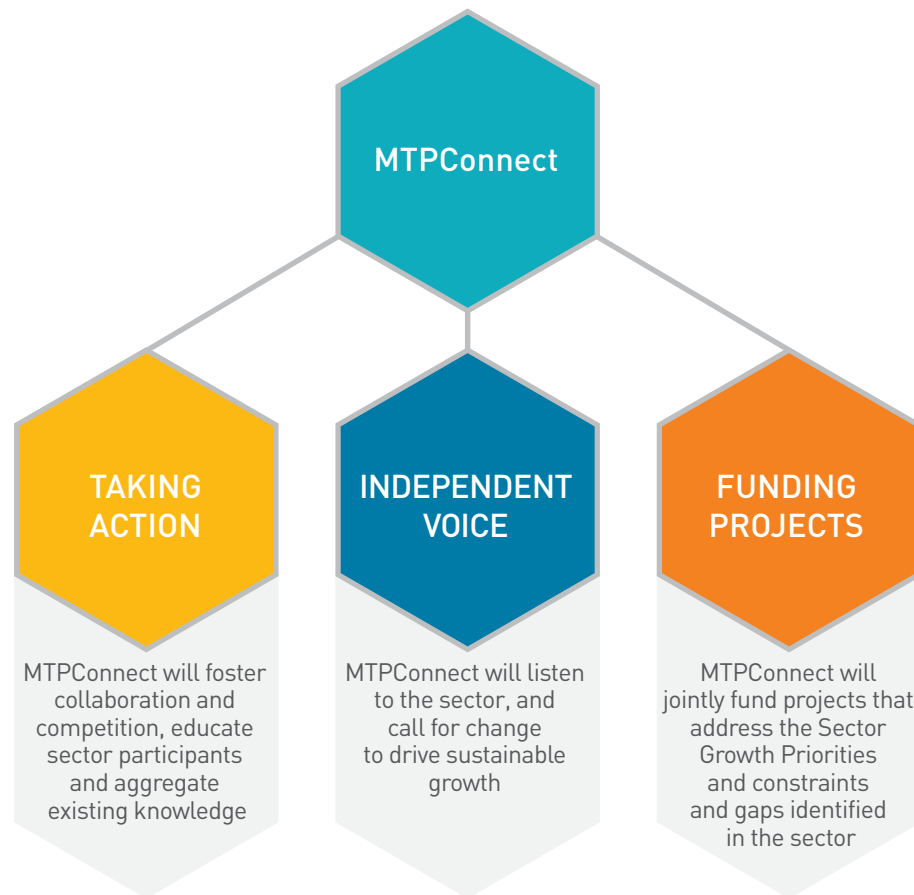 MTPConnect
TAKING
ACTION
INDEPENDENT
VOICE
FUNDING
PROJECTS
MTPConnect will foster
collaboration and
competition, educate
sector participants
and aggregate
existing knowledge
MTPConnect will listen
to the sector, and
call for change
to drive sustainable
growth
MTPConnect will
jointly fund projects that
address the Sector
Growth Priorities
and constraints
and gaps identified
in the sector